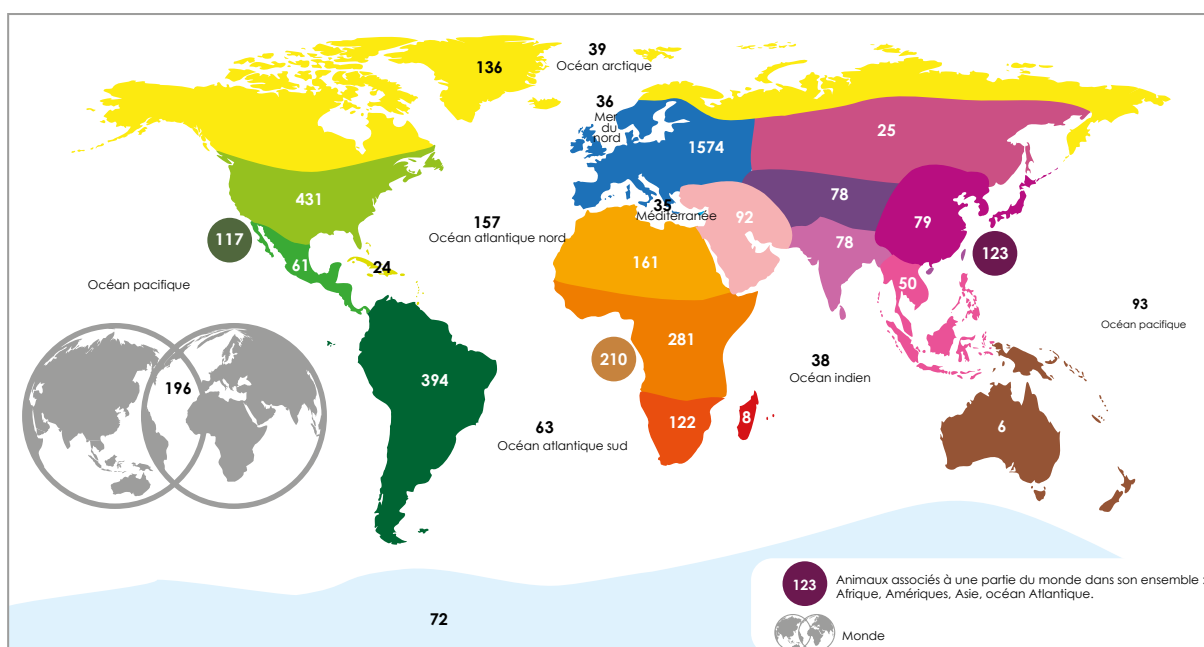 39
Océan arctique
136
36
Mer
du
nord
1574
25
431
78
35
Méditerranée
92
79
157
Océan atlantique nord
117
78
123
61
24
161
50
Océan pacifique
93
Océan pacifique
281
210
38
Océan indien
196
394
8
122
6
63
Océan atlantique sud
72
123
Animaux associés à une partie du monde dans son ensemble :
Afrique, Amériques, Asie, océan Atlantique.
Monde